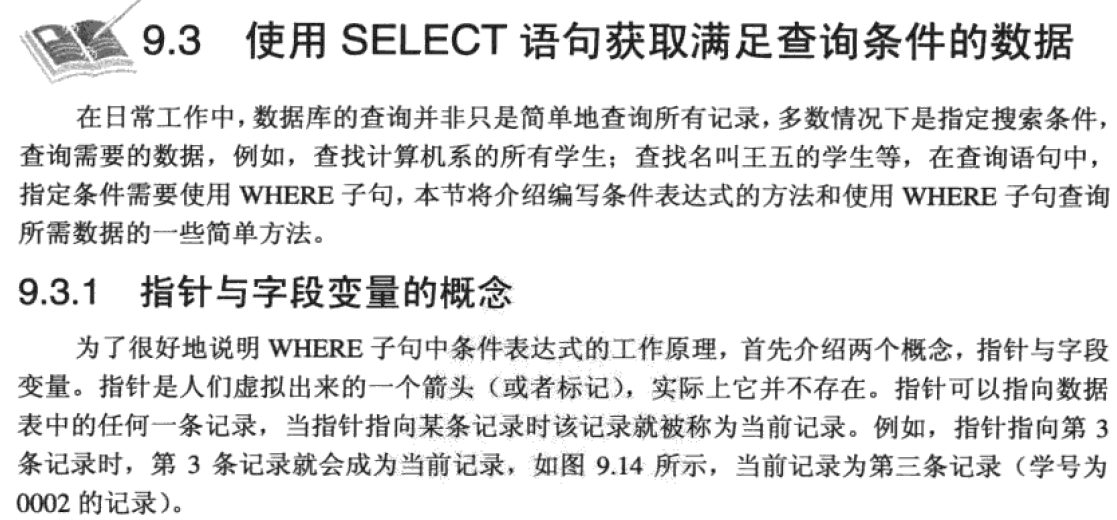 9.3 使用 SELECT 语句获取满足查询条件的数据
在日常工作中，数据库的查询并非只是简单地查询所有记录，多数情况下是指定搜索条件，
查询需要的数据，例如，查找计算机系的所有学生；查找名叫王五的学生等，在查询语句中，
指定条件需要使用 WHERE 子句，本节将介绍编写条件表达式的方法和使用 WHERE 子句查询
所需数据的一些简单方法。
9.3.1 指针与字段变量的概念
为了很好地说明 WHERE 子句中条件表达式的工作原理，首先介绍两个概念，指针与字段
变量。指针是人们虚拟出来的一个箭头（或者标记），实际上它并不存在。指针可以指向数据
表中的任何一条记录，当指针指向某条记录时该记录就被称为当前记录。例如，指针指向第 3
条记录时，第 3 条记录就会成为当前记录，如图 9.14 所示，当前记录为第三条记录（学号为
0002 的记录）。